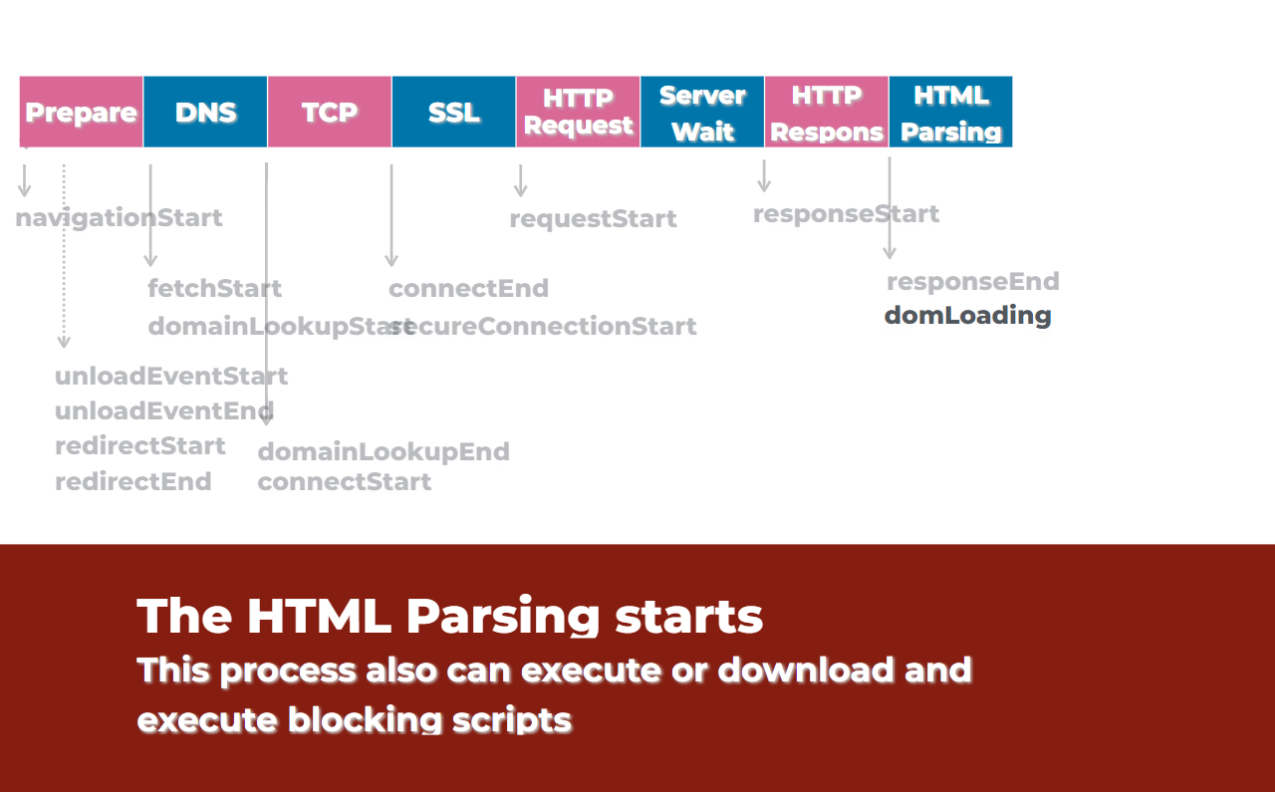 Prepare
DNS
TCP
SSL
HTTP
Request
Server
Wait
HTTP
Respons
HTML
Parsing
navigationStart
requestStart
responseStart
fetchStart
connectEnd
responseEnd
domainLookupStart
secureConnectionStart
domLoading
unloadEventStart
unloadEventEnd
redirectStart
redirectEnd
domainLookupEnd
connectStart
The HTML Parsing starts
This process also can execute or download and
execute blocking scripts